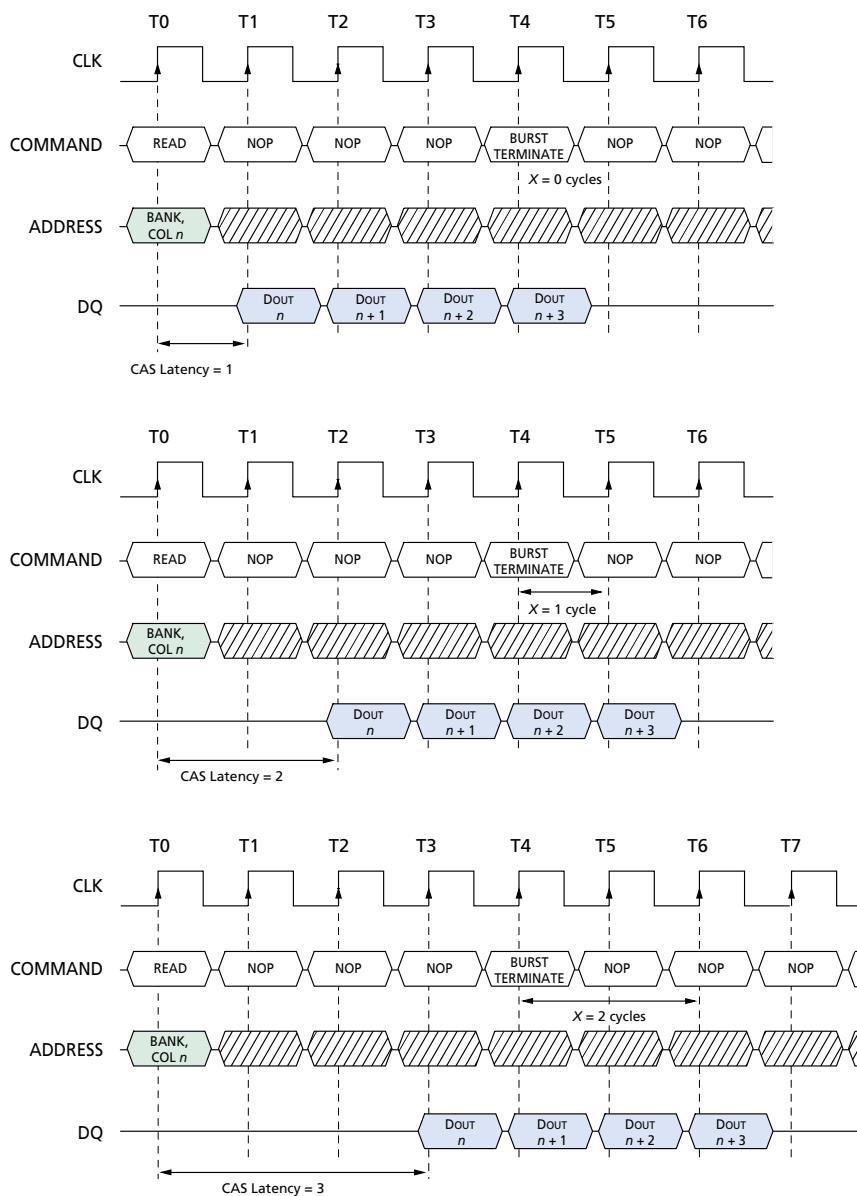 T0 T1 T2 T3 T4 T5 T6
CLK
COMMAND READ NOP NOP NOP BURST TERMINATE NOP NOP
X = 0 cycles
ADDRESS BANK, COL n
DQ DOUT n DOUT n + 1 DOUT n + 2 DOUT n + 3
CAS Latency = 1
T0 T1 T2 T3 T4 T5 T6
CLK
COMMAND READ NOP NOP NOP BURST TERMINATE NOP NOP
X = 1 cycle
ADDRESS BANK, COL n
DQ DOUT n DOUT n + 1 DOUT n + 2 DOUT n + 3
CAS Latency = 2
T0 T1 T2 T3 T4 T5 T6 T7
CLK
COMMAND READ NOP NOP NOP BURST TERMINATE NOP NOP NOP
X = 2 cycles
ADDRESS BANK, COL n
DQ DOUT n DOUT n + 1 DOUT n + 2 DOUT n + 3
CAS Latency = 3